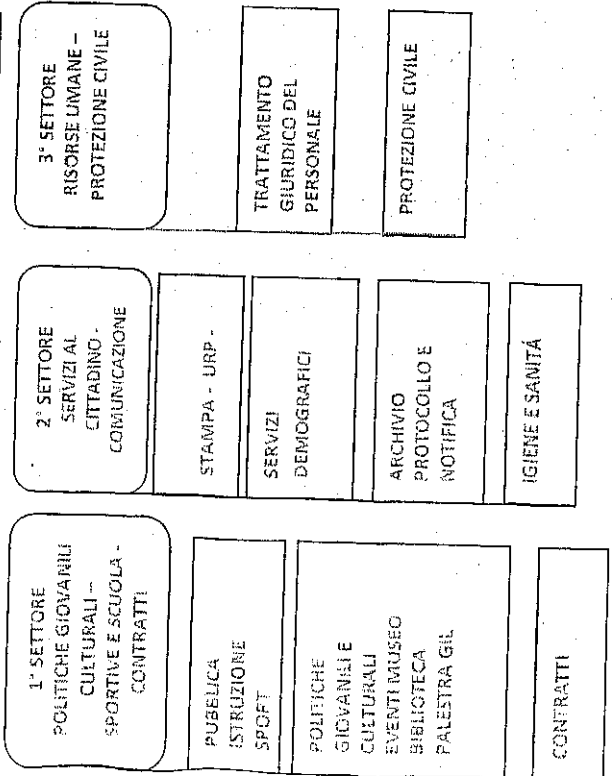 1° SETTORE
POLITICHE GIOVANILI
CULTURALI –
SPORTIVE E SCUOLA -
CONTRATTI
PUBBLICA
ISTRUZIONE
SPORT
POLITICHE
GIOVANILI E
CULTURALI
EVENTI MUSEO
BIBLIOTECA
PALESTRA GIL
CONTRATTI
2° SETTORE
SERVIZI AL
CITTADINO -
COMUNICAZIONE
STAMPA - URP -
SERVIZI
DEMOGRAFICI
ARCHIVIO
PROTOCOLLO E
NOTIFICA
IGIENE E SANITÁ
3° SETTORE
RISORSE UMANE –
PROTEZIONE CIVILE
TRATTAMENTO
GIURIDICO DEL
PERSONALE
PROTEZIONE CIVILE